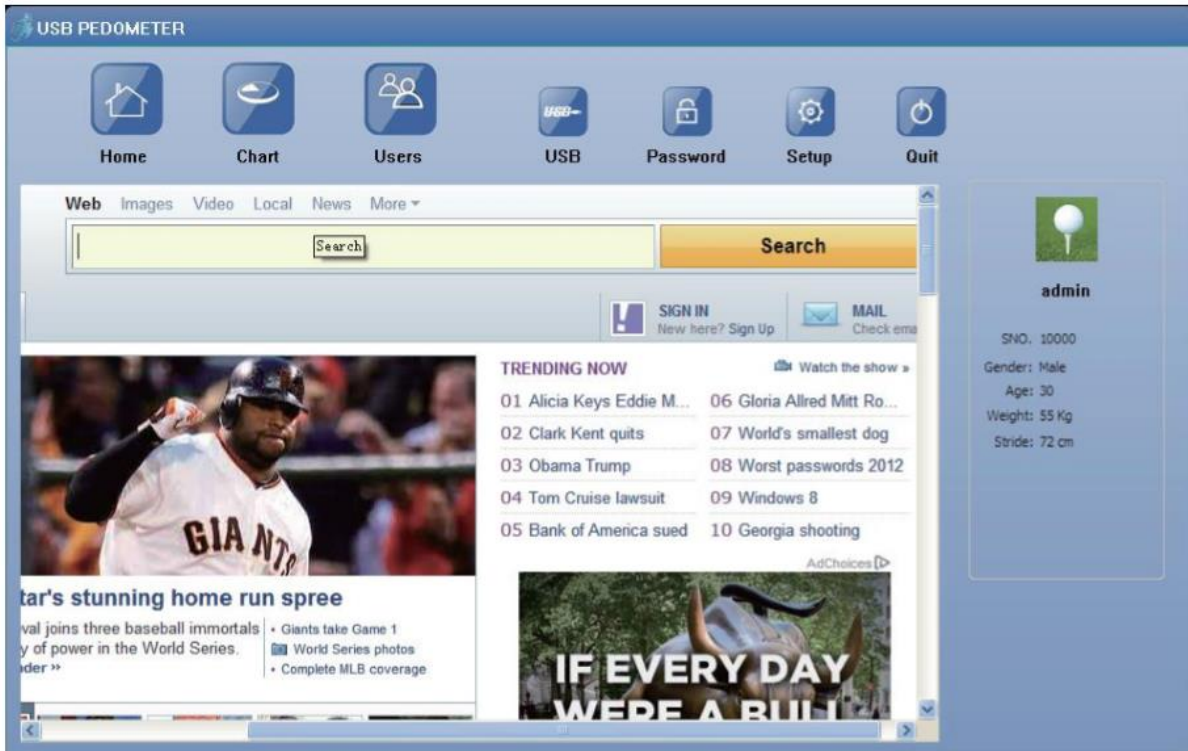 USB PEDOMETER
Home Chart Users USB Password Setup Quit
Web Images Video Local News More
Search
Search
SIGN IN
New here? Sign Up
MAIL
Check ema
TRENDING NOW
Watch the show »
01 Alicia Keys Eddie M...
02 Clark Kent quits
03 Obama Trump
04 Tom Cruise lawsuit
05 Bank of America sued
06 Gloria Allred Mitt Ro...
07 World's smallest dog
08 Worst passwords 2012
09 Windows 8
10 Georgia shooting
AdChoices
GIANTS
tar's stunning home run spree
val joins three baseball immortals
y of power in the World Series.
der »
• Giants take Game 1
World Series photos
• Complete MLB coverage
IF EVERY DAY
WERE A BULL
admin
SNO. 10000
Gender: Male
Age: 30
Weight: 55 Kg
Stride: 72 cm